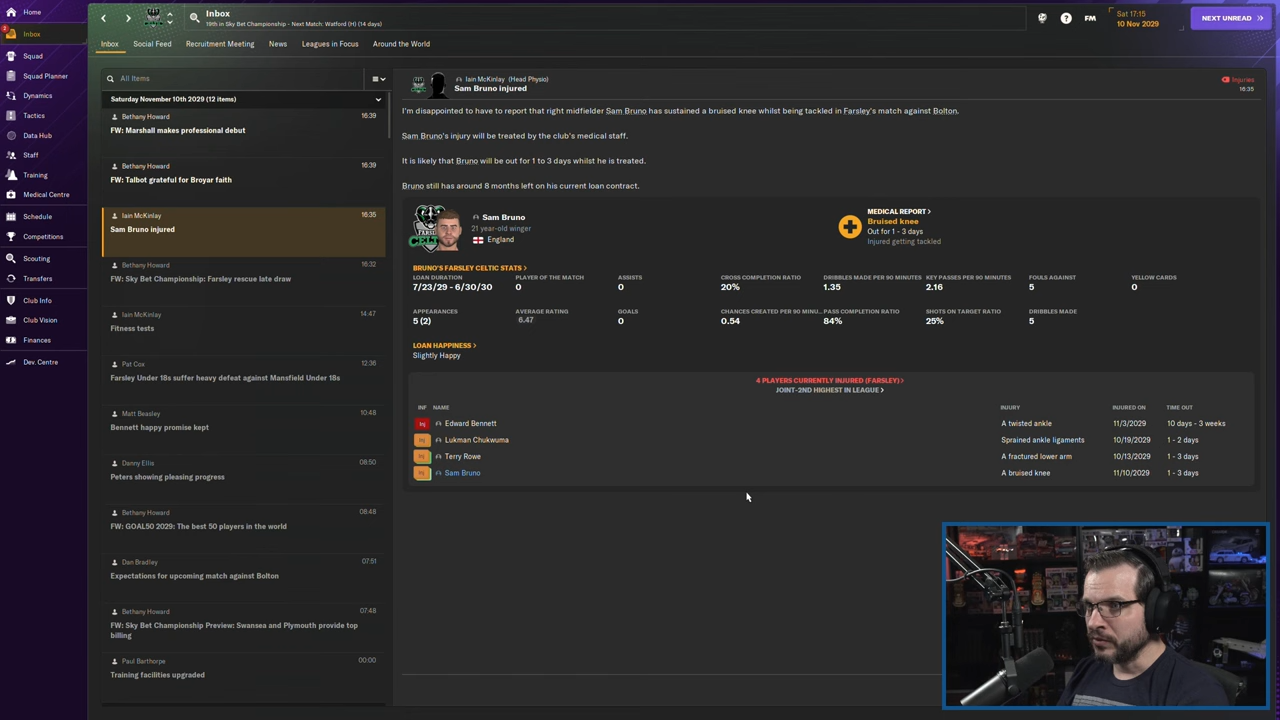 Home
Inbox
Squad
Squad Planner
Dynamics
Tactics
Data Hub
Staff
Training
Medical Centre
Schedule
Competitions
Scouting
Transfers
Club Info
Club Vision
Finances
Dev. Centre
Inbox
19th in Sky Bet Championship - Next Match: Watford (H) (14 days)
FM
Sat 17:15
10 Nov 2029
NEXT UNREAD
Inbox
Social Feed
Recruitment Meeting
News
Leagues in Focus
Around the World
All Items
Saturday November 10th 2029 (12 items)
Bethany Howard 16:39
FW: Marshall makes professional debut
Bethany Howard 16:39
FW: Talbot grateful for Broyar faith
Iain McKinlay 16:35
Sam Bruno injured
Bethany Howard 16:32
FW: Sky Bet Championship: Farsley rescue late draw
Iain McKinlay 14:47
Fitness tests
Pat Cox 12:36
Farsley Under 18s suffer heavy defeat against Mansfield Under 18s
Matt Beasley 10:48
Bennett happy promise kept
Danny Ellis 08:50
Peters showing pleasing progress
Bethany Howard 08:48
FW: GOAL50 2029: The best 50 players in the world
Dan Bradley 07:51
Expectations for upcoming match against Bolton
Bethany Howard 07:48
FW: Sky Bet Championship Preview: Swansea and Plymouth provide top
billing
Paul Barthorpe 00:00
Training facilities upgraded
Iain McKinlay (Head Physio)
Sam Bruno injured
Injuries
16:35
I'm disappointed to have to report that right midfielder Sam Bruno has sustained a bruised knee whilst being tackled in Farsley's match against Bolton.
Sam Bruno's injury will be treated by the club's medical staff.
It is likely that Bruno will be out for 1 to 3 days whilst he is treated.
Bruno still has around 8 months left on his current loan contract.
Sam Bruno
21 year-old winger
England
MEDICAL REPORT
Bruised knee
Out for 1 - 3 days
Injured getting tackled
BRUNO'S FARSLEY CELTIC STATS
LOAN DURATION PLAYER OF THE MATCH ASSISTS CROSS COMPLETION RATIO DRIBBLES MADE PER 90 MINUTES KEY PASSES PER 90 MINUTES FOULS AGAINST YELLOW CARDS
7/23/29 - 6/30/30 0 0 20% 1.35 2.16 5 0
APPEARANCES AVERAGE RATING GOALS CHANCES CREATED PER 90 MINU... PASS COMPLETION RATIO SHOTS ON TARGET RATIO DRIBBLES MADE
5 (2) 6.47 0 0.54 84% 25% 5
LOAN HAPPINESS
Slightly Happy
4 PLAYERS CURRENTLY INJURED (FARSLEY)
JOINT-2ND HIGHEST IN LEAGUE
INF NAME INJURY INJURED ON TIME OUT
Inj Edward Bennett A twisted ankle 11/3/2029 10 days - 3 weeks
Inj Lukman Chukwuma Sprained ankle ligaments 10/19/2029 1 - 2 days
Inj Terry Rowe A fractured lower arm 10/13/2029 1 - 3 days
Inj Sam Bruno A bruised knee 11/10/2029 1 - 3 days